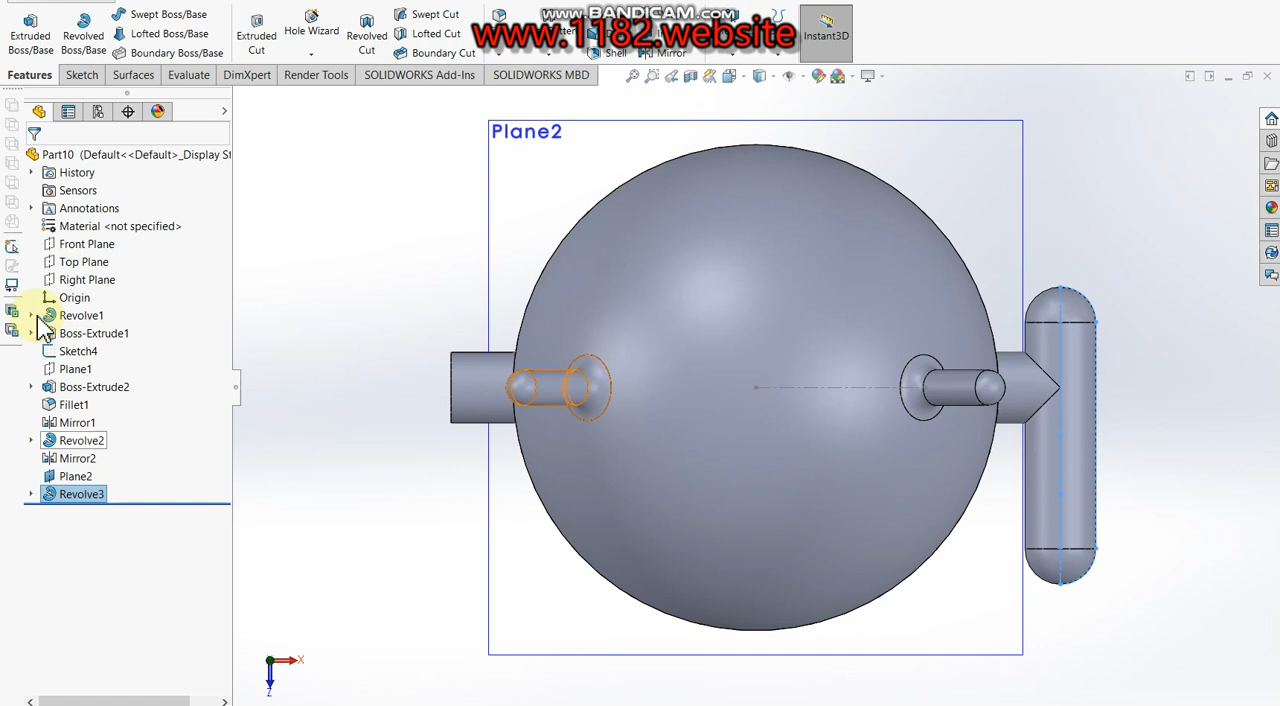 www.BANDICAM.com
www.1182.website
Extruded Boss/Base
Revolved Boss/Base
Swept Boss/Base
Lofted Boss/Base
Boundary Boss/Base
Extruded Cut
Hole Wizard
Revolved Cut
Swept Cut
Lofted Cut
Boundary Cut
Shell
Mirror
Instant3D
Features
Sketch
Surfaces
Evaluate
DimXpert
Render Tools
SOLIDWORKS Add-Ins
SOLIDWORKS MBD
Part10 (Default<<Default>_Display St
History
Sensors
Annotations
Material <not specified>
Front Plane
Top Plane
Right Plane
Origin
Revolve1
Boss-Extrude1
Sketch4
Plane1
Boss-Extrude2
Fillet1
Mirror1
Revolve2
Mirror2
Plane2
Revolve3
Plane2
X
Z